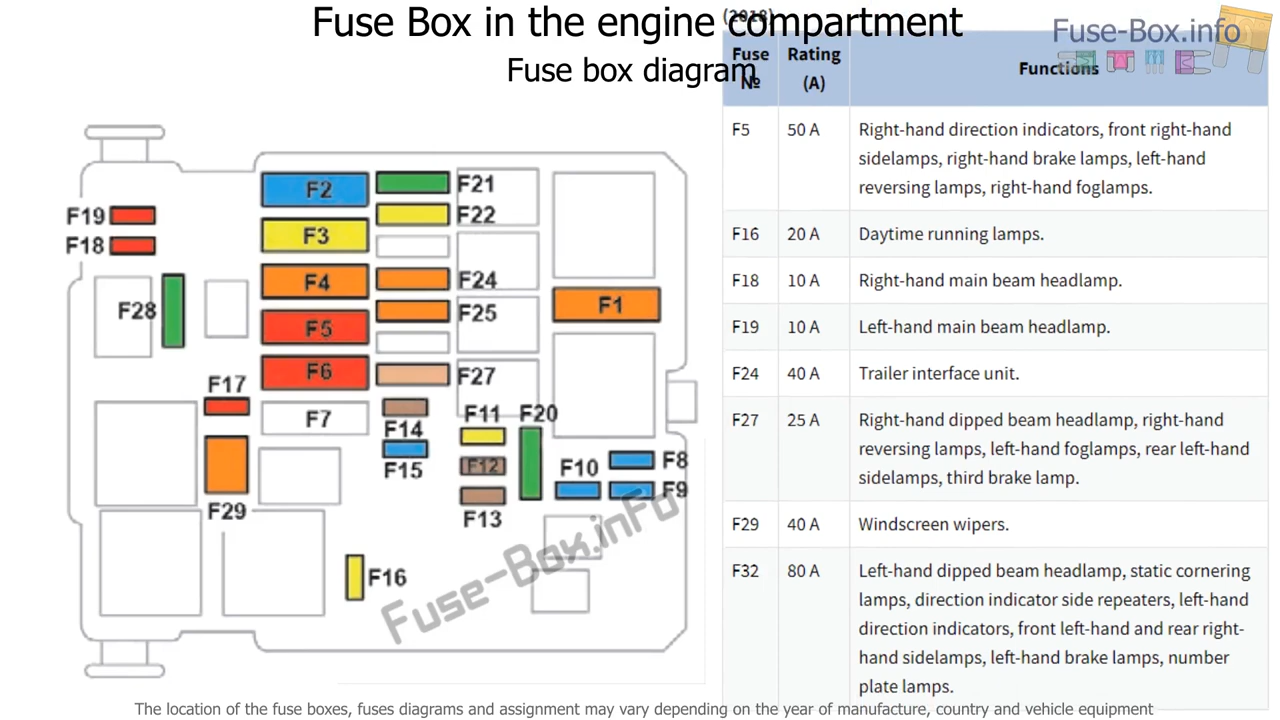 Fuse Box in the engine compartment
Fuse box diagram
(2018)
Fuse-Box.info
Fuse № Rating (A) Functions
F5 50 A Right-hand direction indicators, front right-hand
sidelamps, right-hand brake lamps, left-hand
reversing lamps, right-hand foglamps.
F16 20 A Daytime running lamps.
F18 10 A Right-hand main beam headlamp.
F19 10 A Left-hand main beam headlamp.
F24 40 A Trailer interface unit.
F27 25 A Right-hand dipped beam headlamp, right-hand
reversing lamps, left-hand foglamps, rear left-hand
sidelamps, third brake lamp.
F29 40 A Windscreen wipers.
F32 80 A Left-hand dipped beam headlamp, static cornering
lamps, direction indicator side repeaters, left-hand
direction indicators, front left-hand and rear right-
hand sidelamps, left-hand brake lamps, number
plate lamps.
F19
F18
F28
F17
F29
F2
F3
F4
F5
F6
F7
F21
F22
F24
F25
F27
F14
F15
F16
F11
F12
F13
F20
F10
F8
F9
F1
Fuse-Box.inFo
The location of the fuse boxes, fuses diagrams and assignment may vary depending on the year of manufacture, country and vehicle equipment